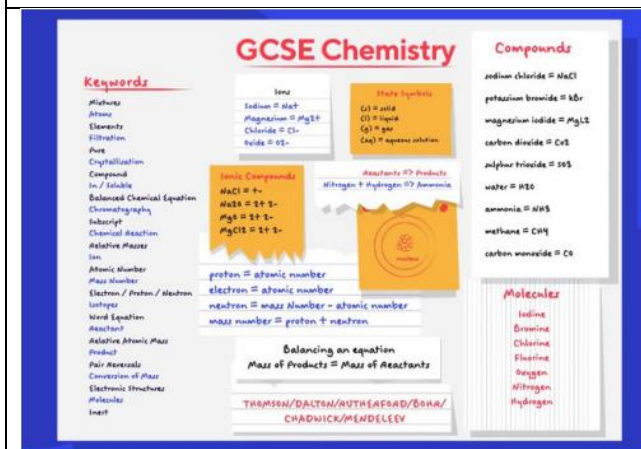 GCSE Chemistry
Keywords
Mixtures
Atoms
Elements
Filtration
Pure
Crystallisation
Compound
In / Soluble
Balanced Chemical Equation
Chromatography
Subscript
Chemical Reaction
Relative Masses
Ion
Atomic Number
Mass Number
Electron / Proton / Neutron
Isotopes
Word Equation
Reactant
Relative Atomic Mass
Product
Pair Reversals
Conversion of Mass
Electronic Structures
Molecules
Inert
Ions
Sodium = Na+
Magnesium = Mg2+
Chloride = Cl-
Oxide = O2-
State Symbols
(s) = solid
(l) = liquid
(g) = gas
(aq) = aqueous solution
Ionic Compounds
NaCl = +-
Na2O = 2+ 2-
MgO = 2+ 2-
MgCl2 = 2+ 2-
Reactants => Products
Nitrogen + Hydrogen => Ammonia
nucleus
proton = atomic number
electron = atomic number
neutron = mass Number - atomic number
mass number = proton + neutron
Balancing an equation
Mass of Products = Mass of Reactants
THOMSON/DALTON/RUTHERFORD/BOHR/
CHADWICK/MENDELEEV
Compounds
sodium chloride = NaCl
potassium bromide = kBr
magnesium iodide = MgL2
carbon dioxide = Co2
sulphur trioxide = SO3
water = H2O
ammonia = NH3
methane = CH4
carbon monoxide = CO
Molecules
Iodine
Bromine
Chlorine
Fluorine
Oxygen
Nitrogen
Hydrogen